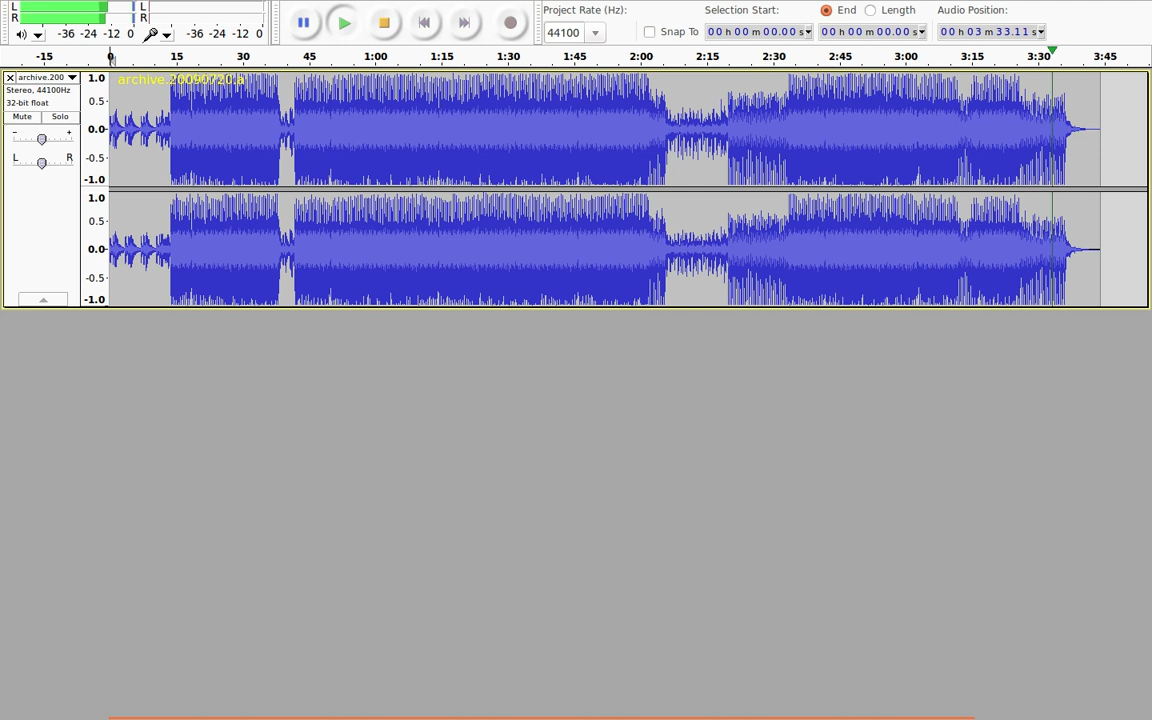 L L
R R
-36 -24 -12 0 -36 -24 -12 0
Project Rate (Hz):
44100
Snap To
Selection Start:
End Length
Audio Position:
00 h 00 m 00.00 s
00 h 00 m 00.00 s
00 h 03 m 33.11 s
-15 0 15 30 45 1:00 1:15 1:30 1:45 2:00 2:15 2:30 2:45 3:00 3:15 3:30 3:45
archive.200
archive.20090720.a
Stereo, 44100Hz
32-bit float
Mute Solo
- +
L R
1.0
0.5-
0.0-
-0.5-
-1.0
1.0
0.5-
0.0-
-0.5-
-1.0